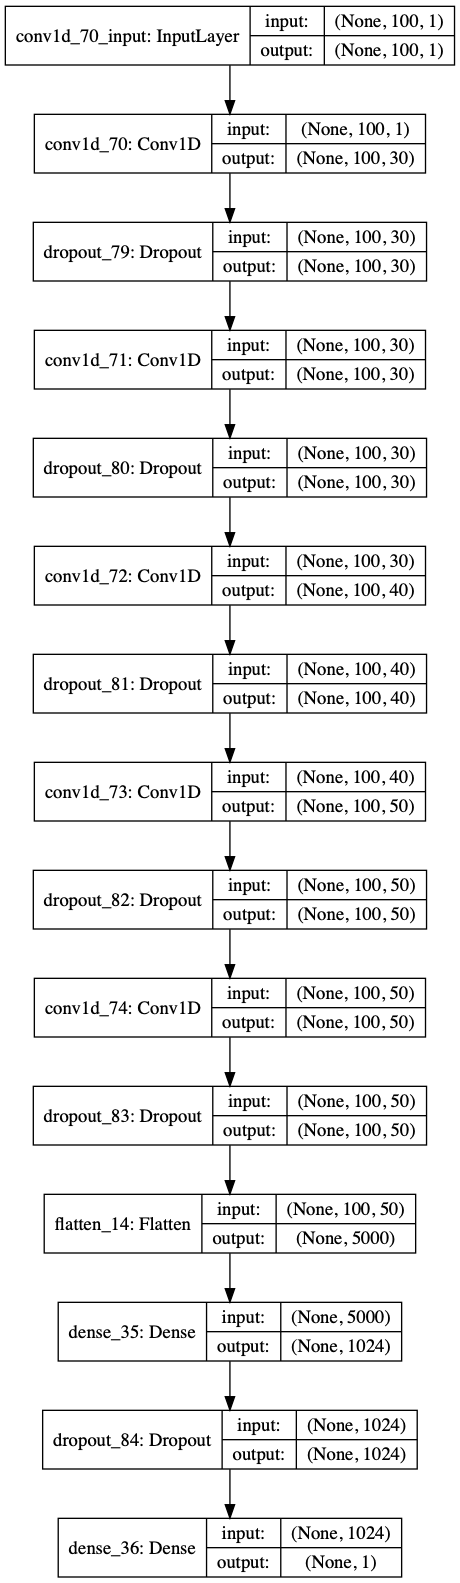 conv1d_70_input: InputLayer
input: (None, 100, 1)
output: (None, 100, 1)
conv1d_70: Conv1D
input: (None, 100, 1)
output: (None, 100, 30)
dropout_79: Dropout
input: (None, 100, 30)
output: (None, 100, 30)
conv1d_71: Conv1D
input: (None, 100, 30)
output: (None, 100, 30)
dropout_80: Dropout
input: (None, 100, 30)
output: (None, 100, 30)
conv1d_72: Conv1D
input: (None, 100, 30)
output: (None, 100, 40)
dropout_81: Dropout
input: (None, 100, 40)
output: (None, 100, 40)
conv1d_73: Conv1D
input: (None, 100, 40)
output: (None, 100, 50)
dropout_82: Dropout
input: (None, 100, 50)
output: (None, 100, 50)
conv1d_74: Conv1D
input: (None, 100, 50)
output: (None, 100, 50)
dropout_83: Dropout
input: (None, 100, 50)
output: (None, 100, 50)
flatten_14: Flatten
input: (None, 100, 50)
output: (None, 5000)
dense_35: Dense
input: (None, 5000)
output: (None, 1024)
dropout_84: Dropout
input: (None, 1024)
output: (None, 1024)
dense_36: Dense
input: (None, 1024)
output: (None, 1)